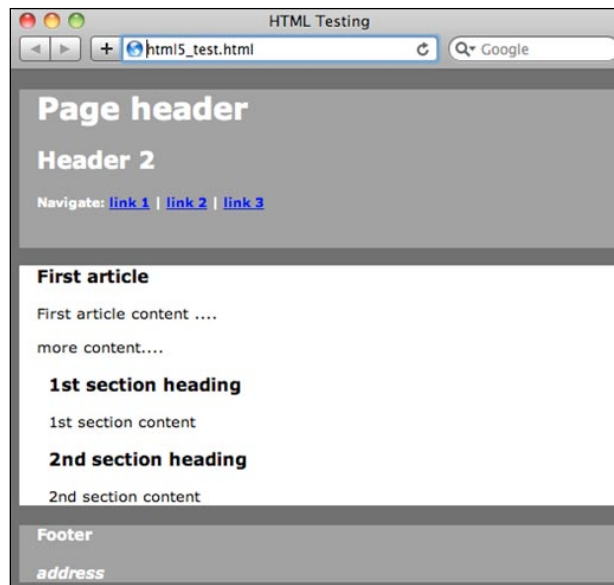 HTML Testing
html5_test.html
Google
Page header
Header 2
Navigate: link 1 | link 2 | link 3
First article
First article content ....
more content....
1st section heading
1st section content
2nd section heading
2nd section content
Footer
address